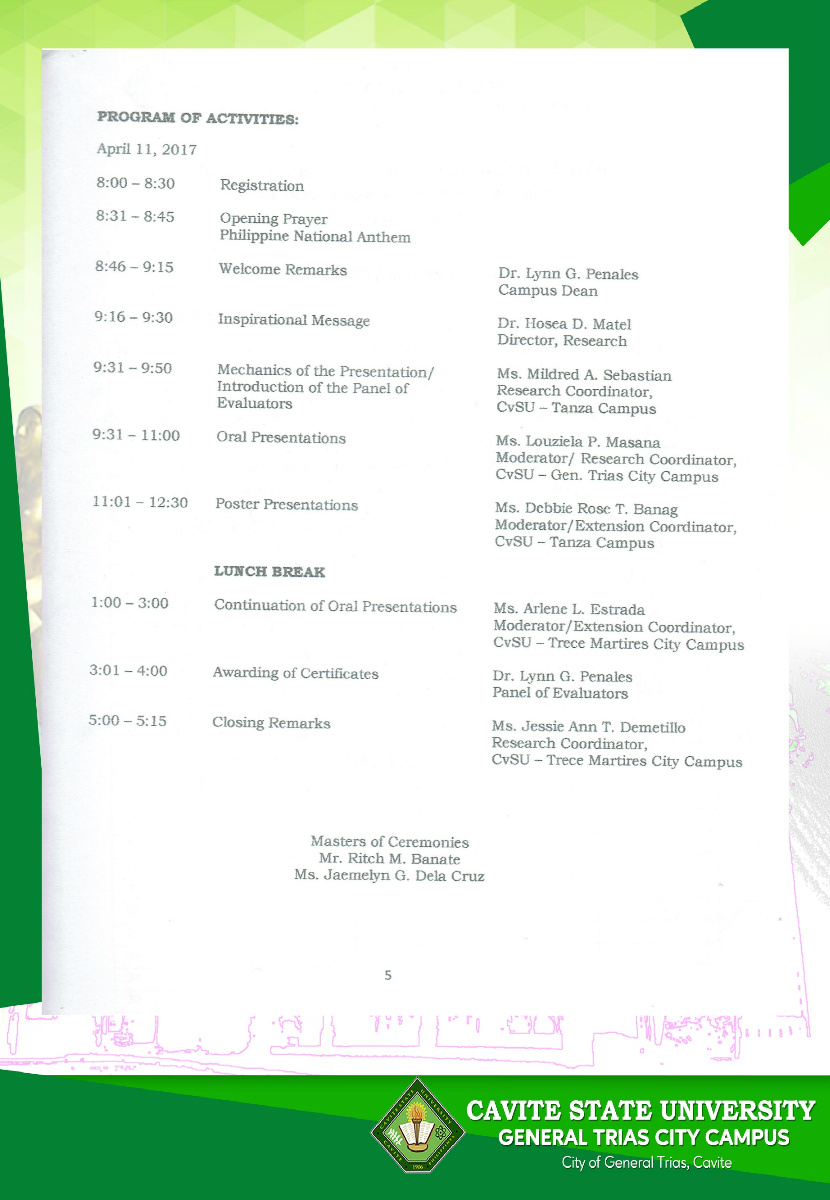 PROGRAM OF ACTIVITIES:
April 11, 2017
8:00 – 8:30 Registration
8:31 – 8:45 Opening Prayer
Philippine National Anthem
8:46 – 9:15 Welcome Remarks Dr. Lynn G. Penales
Campus Dean
9:16 – 9:30 Inspirational Message Dr. Hosea D. Matel
Director, Research
9:31 – 9:50 Mechanics of the Presentation/ Ms. Mildred A. Sebastian
Introduction of the Panel of Research Coordinator,
Evaluators CvSU – Tanza Campus
9:31 – 11:00 Oral Presentations Ms. Louziela P. Masana
Moderator/ Research Coordinator,
CvSU – Gen. Trias City Campus
11:01 – 12:30 Poster Presentations Ms. Debbie Rose T. Banag
Moderator/Extension Coordinator,
CvSU – Tanza Campus
LUNCH BREAK
1:00 – 3:00 Continuation of Oral Presentations Ms. Arlene L. Estrada
Moderator/Extension Coordinator,
CvSU – Trece Martires City Campus
3:01 – 4:00 Awarding of Certificates Dr. Lynn G. Penales
Panel of Evaluators
5:00 – 5:15 Closing Remarks Ms. Jessie Ann T. Demetillo
Research Coordinator,
CvSU – Trece Martires City Campus
Masters of Ceremonies
Mr. Ritch M. Banate
Ms. Jaemelyn G. Dela Cruz
5
CAVITE STATE UNIVERSITY
GENERAL TRIAS CITY CAMPUS
City of General Trias, Cavite
1906